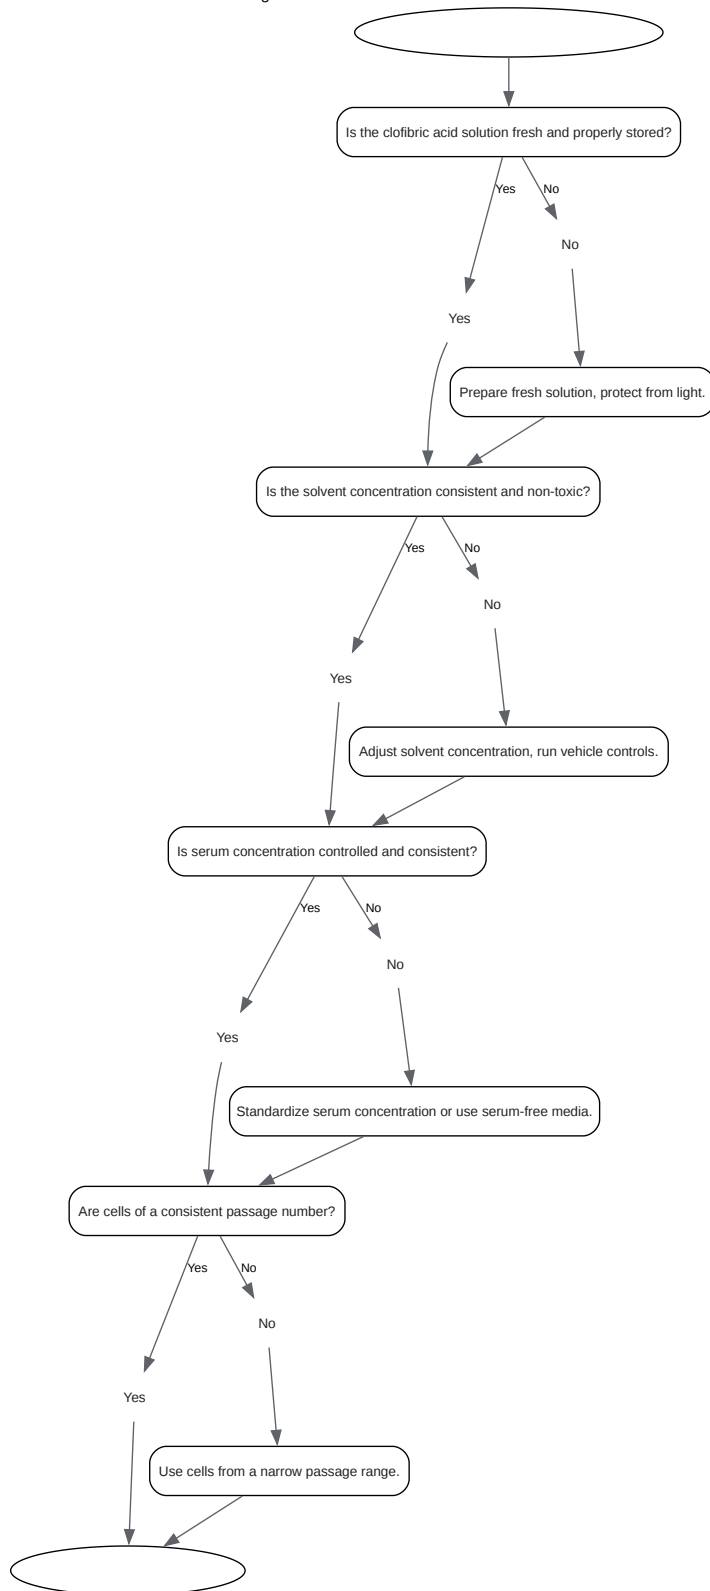 Is the clofibric acid solution fresh and properly stored?
Yes
No
No
Yes
Prepare fresh solution, protect from light.
Is the solvent concentration consistent and non-toxic?
Yes
No
No
Yes
Adjust solvent concentration, run vehicle controls.
Is serum concentration controlled and consistent?
Yes
No
No
Yes
Standardize serum concentration or use serum-free media.
Are cells of a consistent passage number?
Yes
No
No
Yes
Use cells from a narrow passage range.